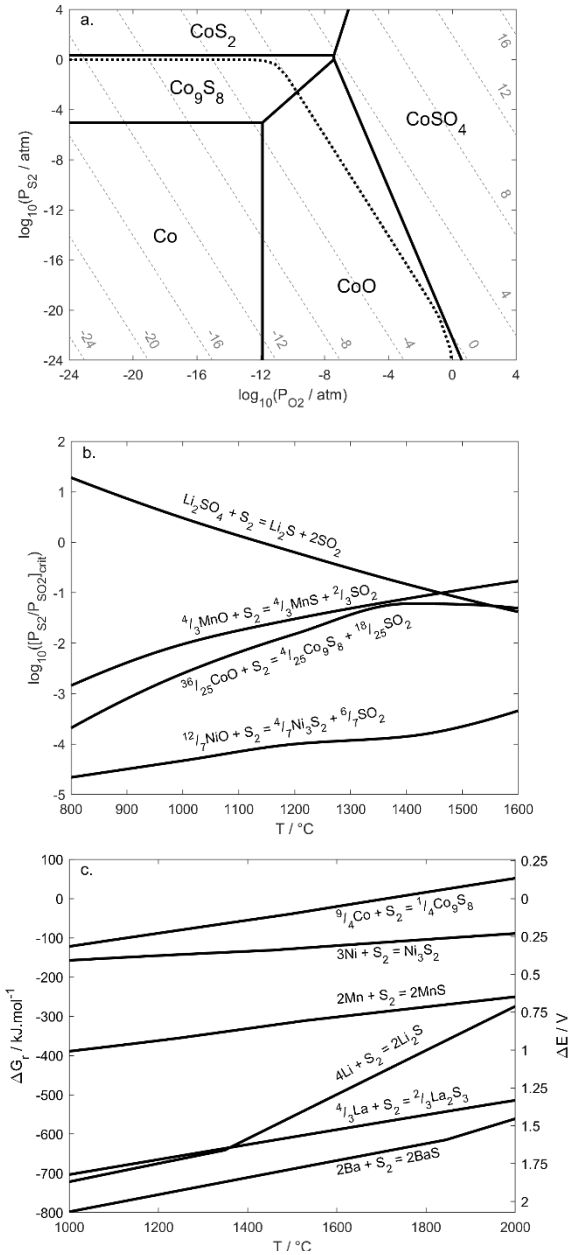 a.
CoS2
Co9S8
CoSO4
Co
CoO
16
12
8
4
0
-4
-8
-12
-16
-20
-24
4
0
-4
-8
-12
-16
-20
-24
log10(PS2 / atm)
-24 -20 -16 -12 -8 -4 0 4
log10(PO2 / atm)
b.
2
1
0
-1
-2
-3
-4
-5
log10([PS2/PSO2]crit)
Li2SO4 + S2 = Li2S + 2SO2
4/3MnO + S2 = 4/3MnS + 2/3SO2
36/25CoO + S2 = 4/25Co9S8 + 18/25SO2
12/7NiO + S2 = 4/7Ni3S2 + 6/7SO2
800 900 1000 1100 1200 1300 1400 1500 1600
T / °C
c.
100
0
-100
-200
-300
-400
-500
-600
-700
-800
ΔGr / kJ.mol-1
9/4Co + S2 = 1/4Co9S8
3Ni + S2 = Ni3S2
2Mn + S2 = 2MnS
4Li + S2 = 2Li2S
4/3La + S2 = 2/3La2S3
2Ba + S2 = 2BaS
0.25
0
0.25
0.5
0.75
1
1.25
1.5
1.75
2
ΔE / V
1000 1200 1400 1600 1800 2000
T / °C